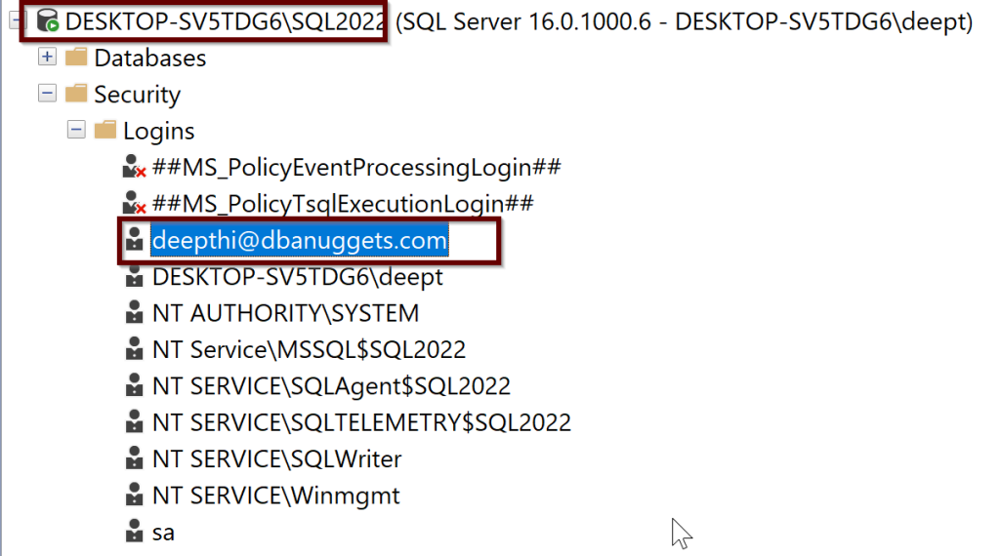 DESKTOP-SV5TDG6\SQL2022 (SQL Server 16.0.1000.6 - DESKTOP-SV5TDG6\deept)
Databases
Security
Logins
##MS_PolicyEventProcessingLogin##
##MS_PolicyTsqlExecutionLogin##
deepthi@dbanuggets.com
DESKTOP-SV5TDG6\deept
NT AUTHORITY\SYSTEM
NT Service\MSSQL$SQL2022
NT SERVICE\SQLAgent$SQL2022
NT SERVICE\SQLTELEMETRY$SQL2022
NT SERVICE\SQLWriter
NT SERVICE\Winmgmt
sa